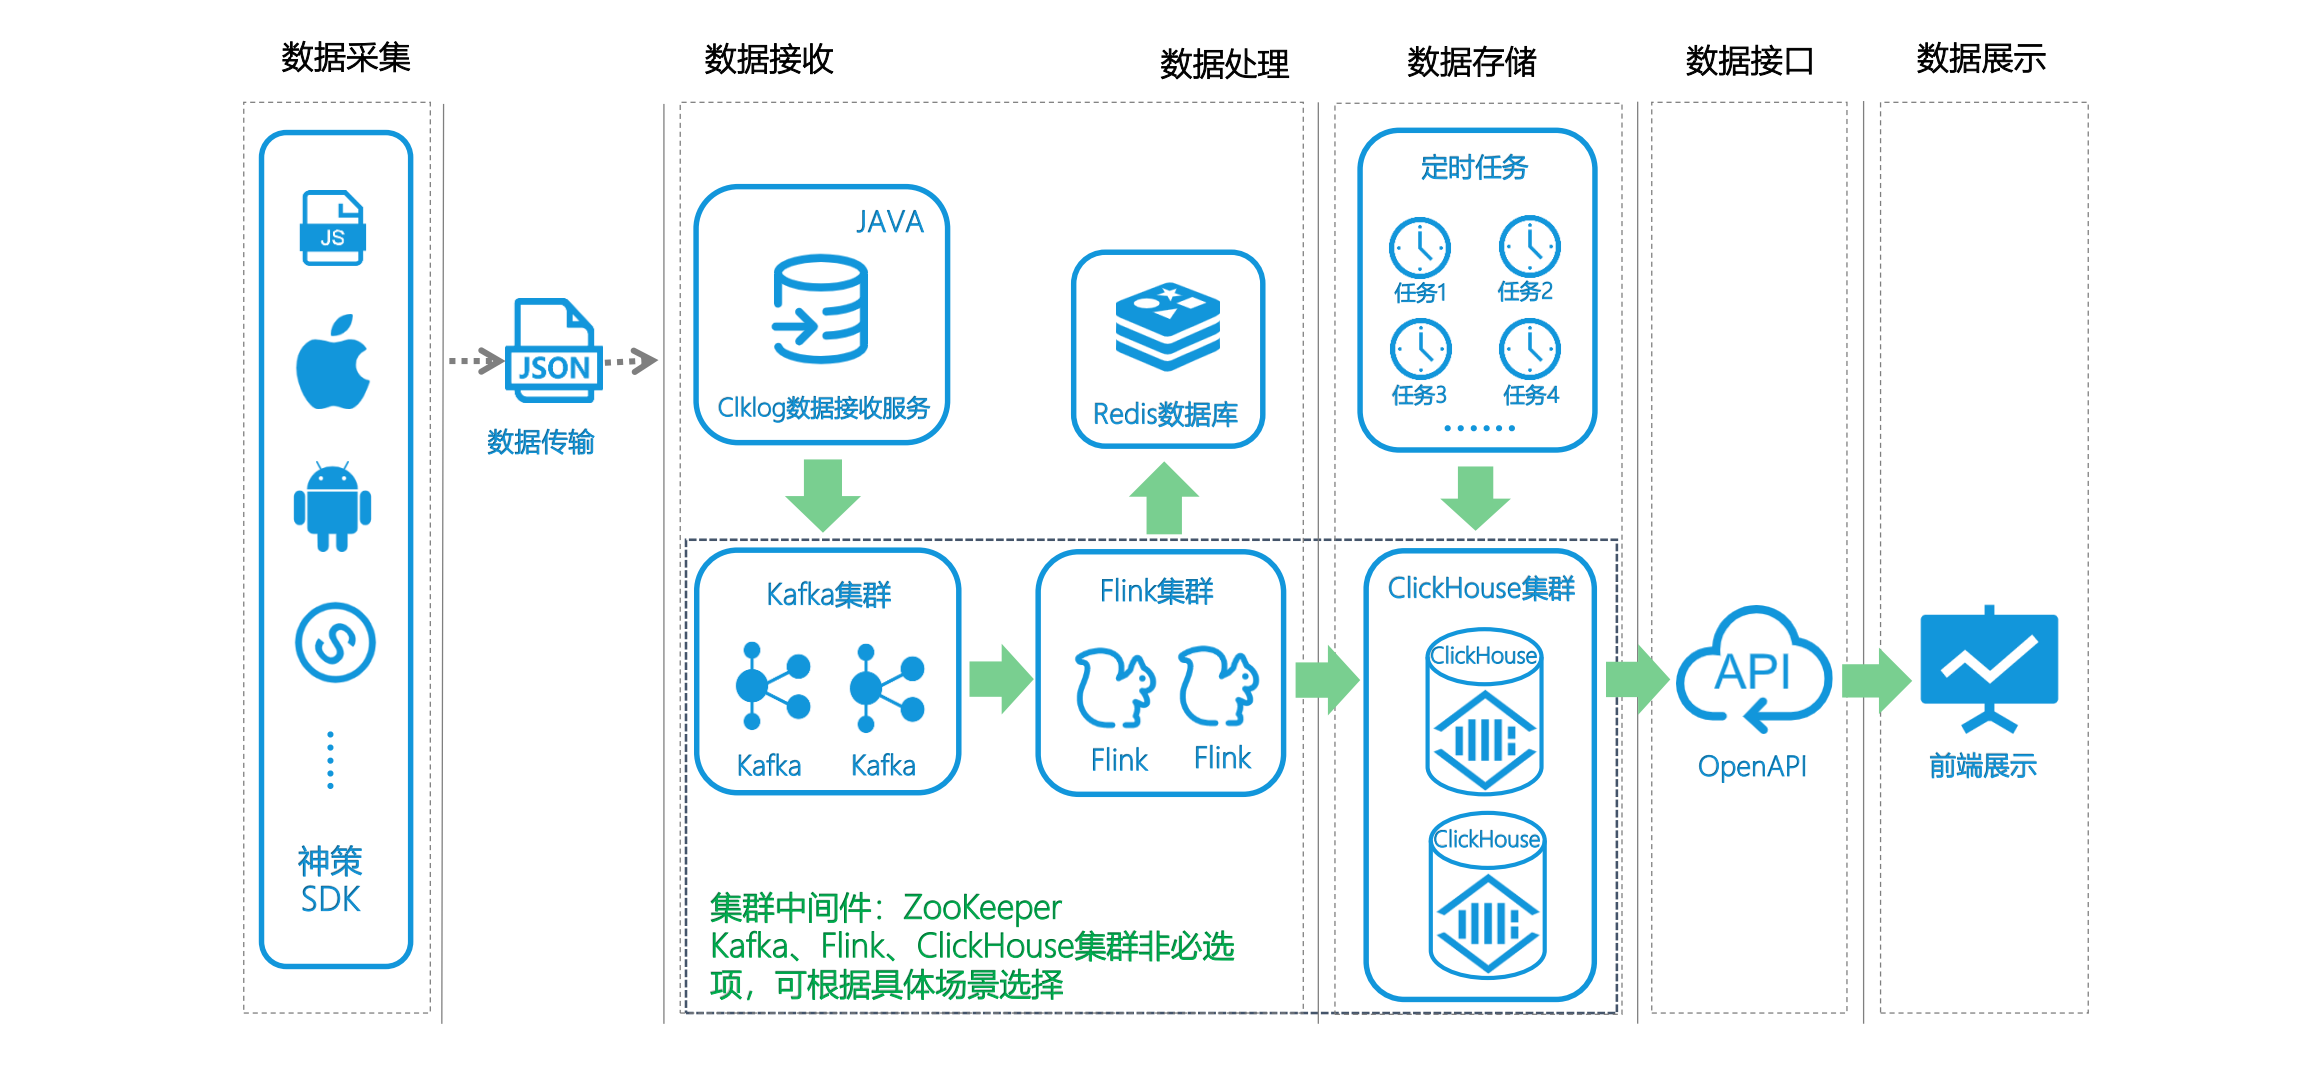 数据采集
数据接收
数据处理
数据存储
数据接口
数据展示
JS
神策
SDK
JSON
数据传输
JAVA
Clklog数据接收服务
Redis数据库
定时任务
任务1
任务2
任务3
任务4
Kafka集群
Kafka
Kafka
Flink集群
Flink
Flink
ClickHouse集群
ClickHouse
ClickHouse
API
OpenAPI
前端展示
集群中间件：ZooKeeper
Kafka、Flink、ClickHouse集群非必选
项，可根据具体场景选择